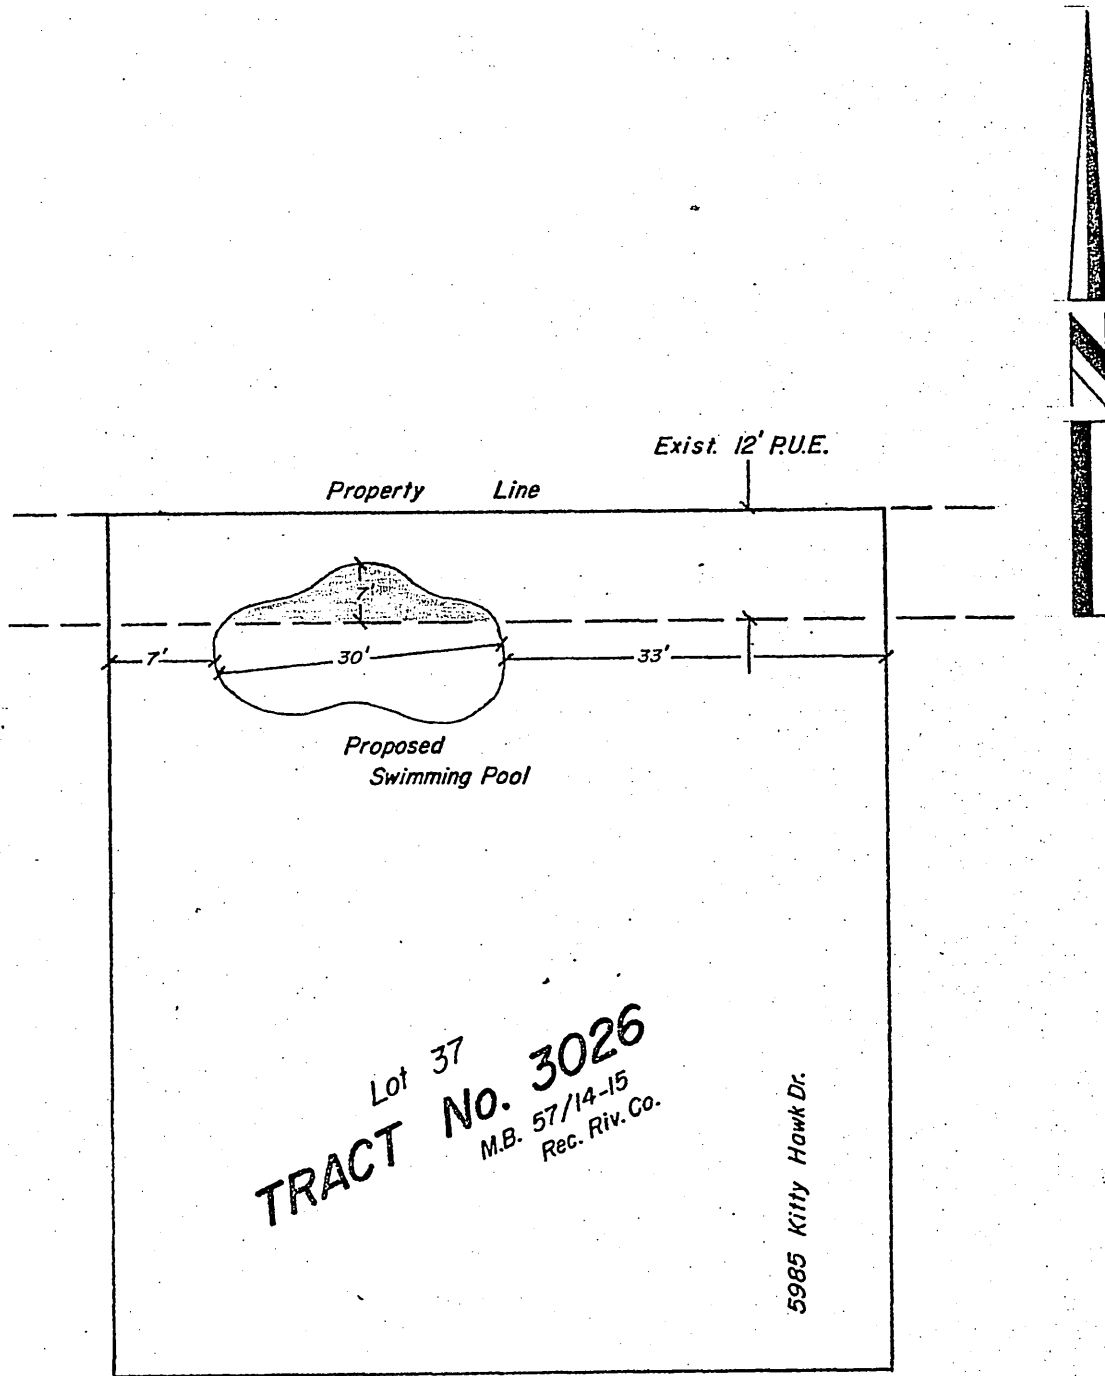 Exist. 12' P.U.E.
Property Line
7'
7'
30'
33'
Proposed
Swimming Pool
Lot 37
TRACT No. 3026
M.B. 57/14-15
Rec. Riv. Co.
5985 Kitty Hawk Dr.